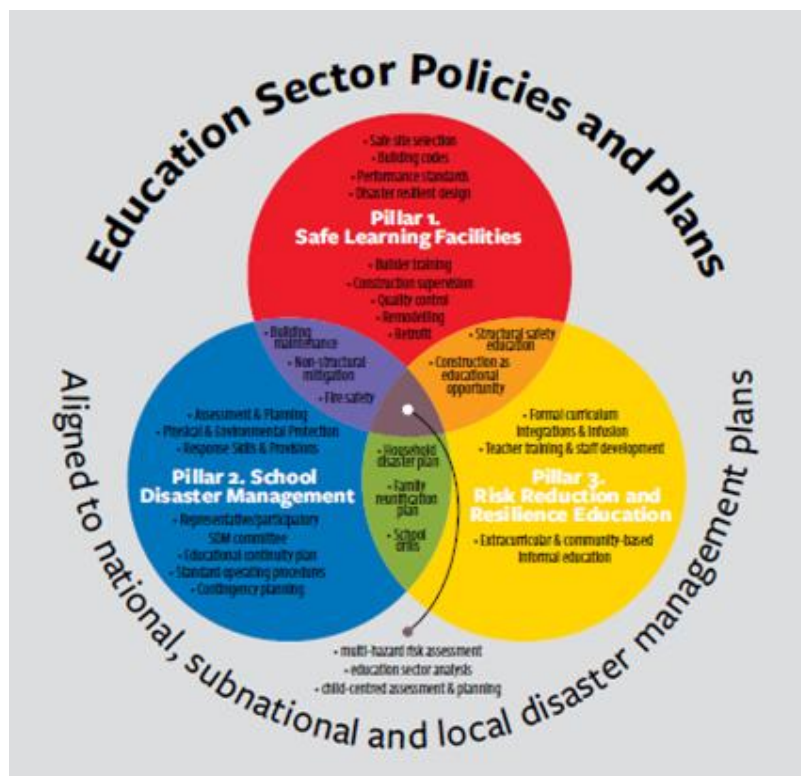 Education Sector Policies and Plans
• Safe site selection
• Building codes
• Performance standards
• Disaster resilient design
Pillar 1.
Safe Learning Facilities
• Builder training
• Construction supervision
• Quality control
• Remodelling
• Retrofit
• Building
maintenance
• Non-structural
mitigation
• Fire safety
• Structural safety
education
• Construction as
educational
opportunity
• Assessment & Planning
• Physical & Environmental Protection
• Response Skills & Provisions
Pillar 2. School
Disaster Management
• Representative/participatory
SDM committee
• Educational continuity plan
• Standard operating procedures
• Contingency planning
• Household
disaster plan
• Family
reunification
plan
• School
drills
• Formal curriculum
Integrations & Infusion
• Teacher training & staff development
Pillar 3.
Risk Reduction and
Resilience Education
• Extracurricular & community-based
informal education
• multi-hazard risk assessment
• education sector analysis
• child-centred assessment & planning
Aligned to national, subnational and local disaster management plans